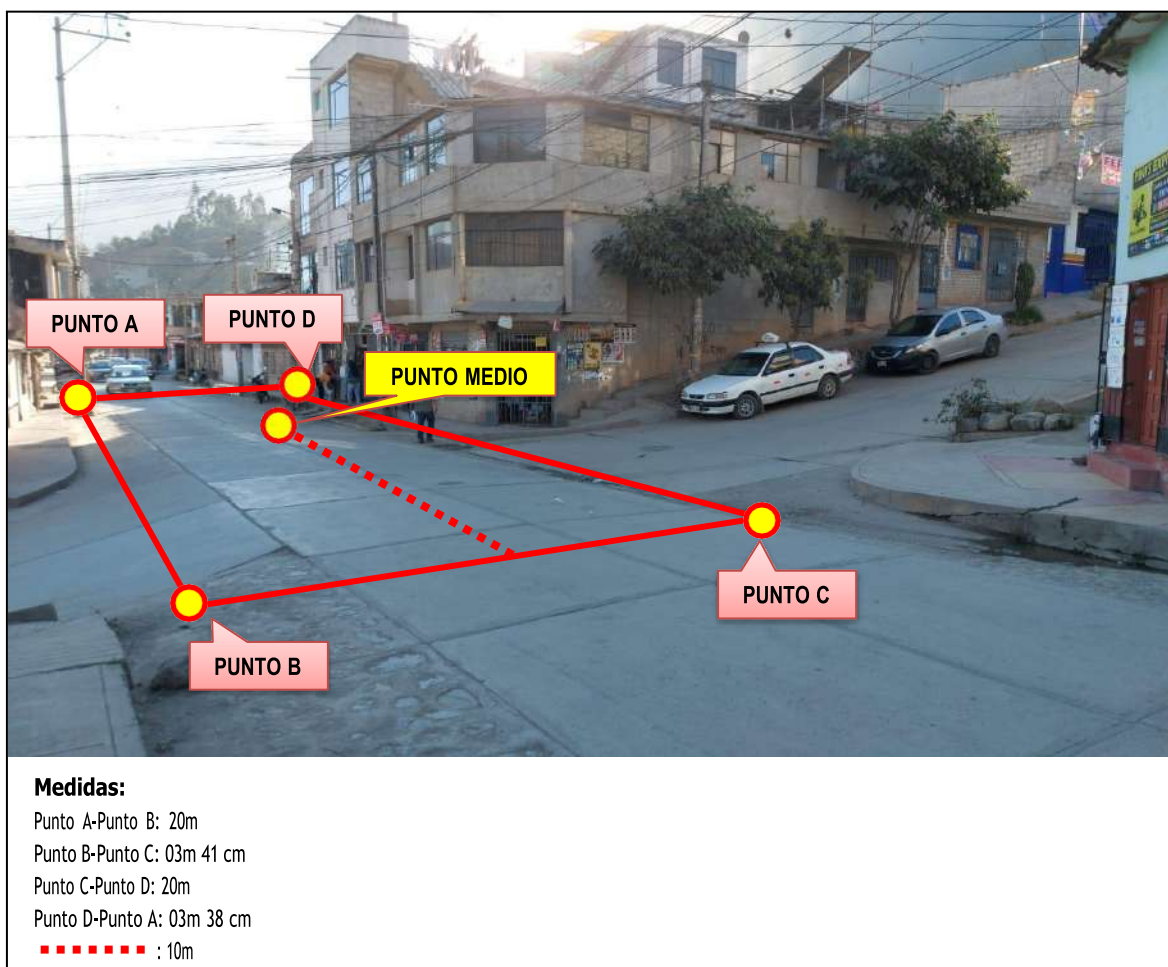 PUNTO A
PUNTO D
PUNTO MEDIO
PUNTO C
PUNTO B
Medidas:
Punto A-Punto B: 20m
Punto B-Punto C: 03m 41 cm
Punto C-Punto D: 20m
Punto D-Punto A: 03m 38 cm
: 10m